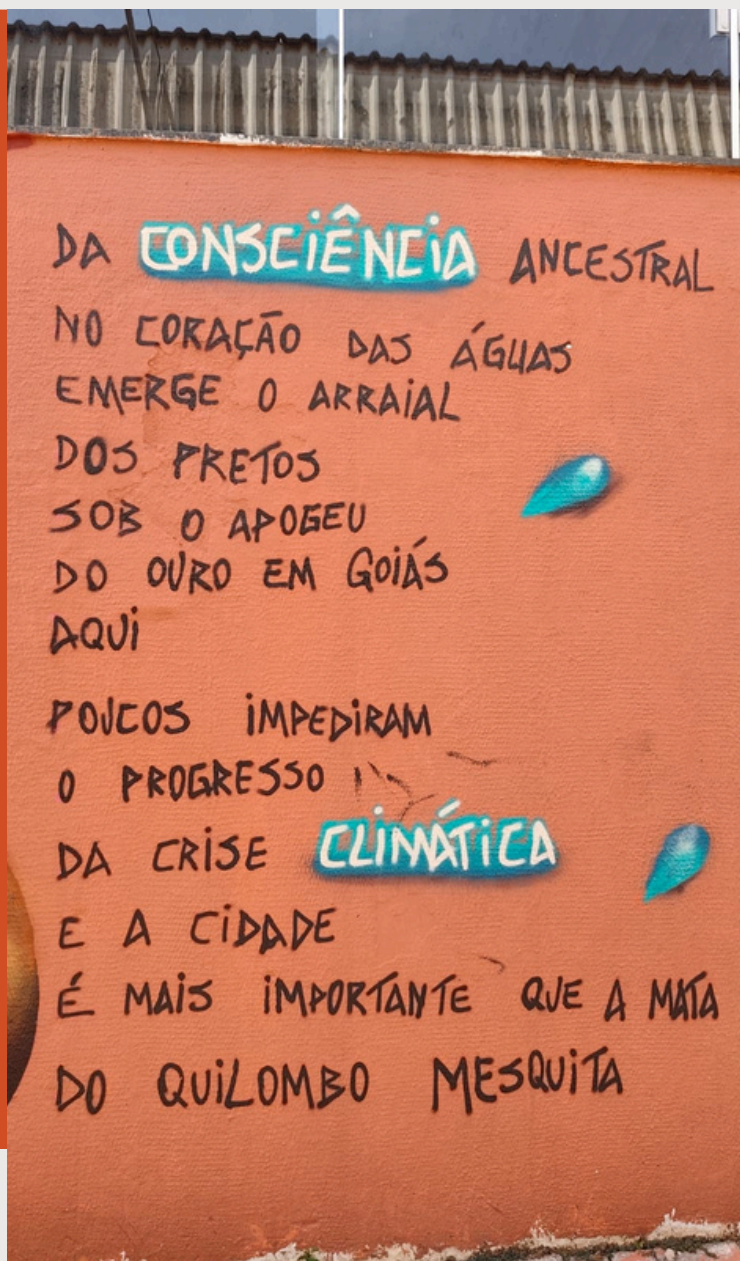 DA CONSCIÊNCIA ANCESTRAL
NO CORAÇÃO DAS ÁGUAS
EMERGE O ARRAIAL
DOS PRETOS
SOB O APOGEU
DO OURO EM GOIÁS
AQUI
POUCOS IMPEDIRAM
O PROGRESSO
DA CRISE CLIMÁTICA
E A CIDADE
É MAIS IMPORTANTE QUE A MATA
DO QUILOMBO MESQUITA